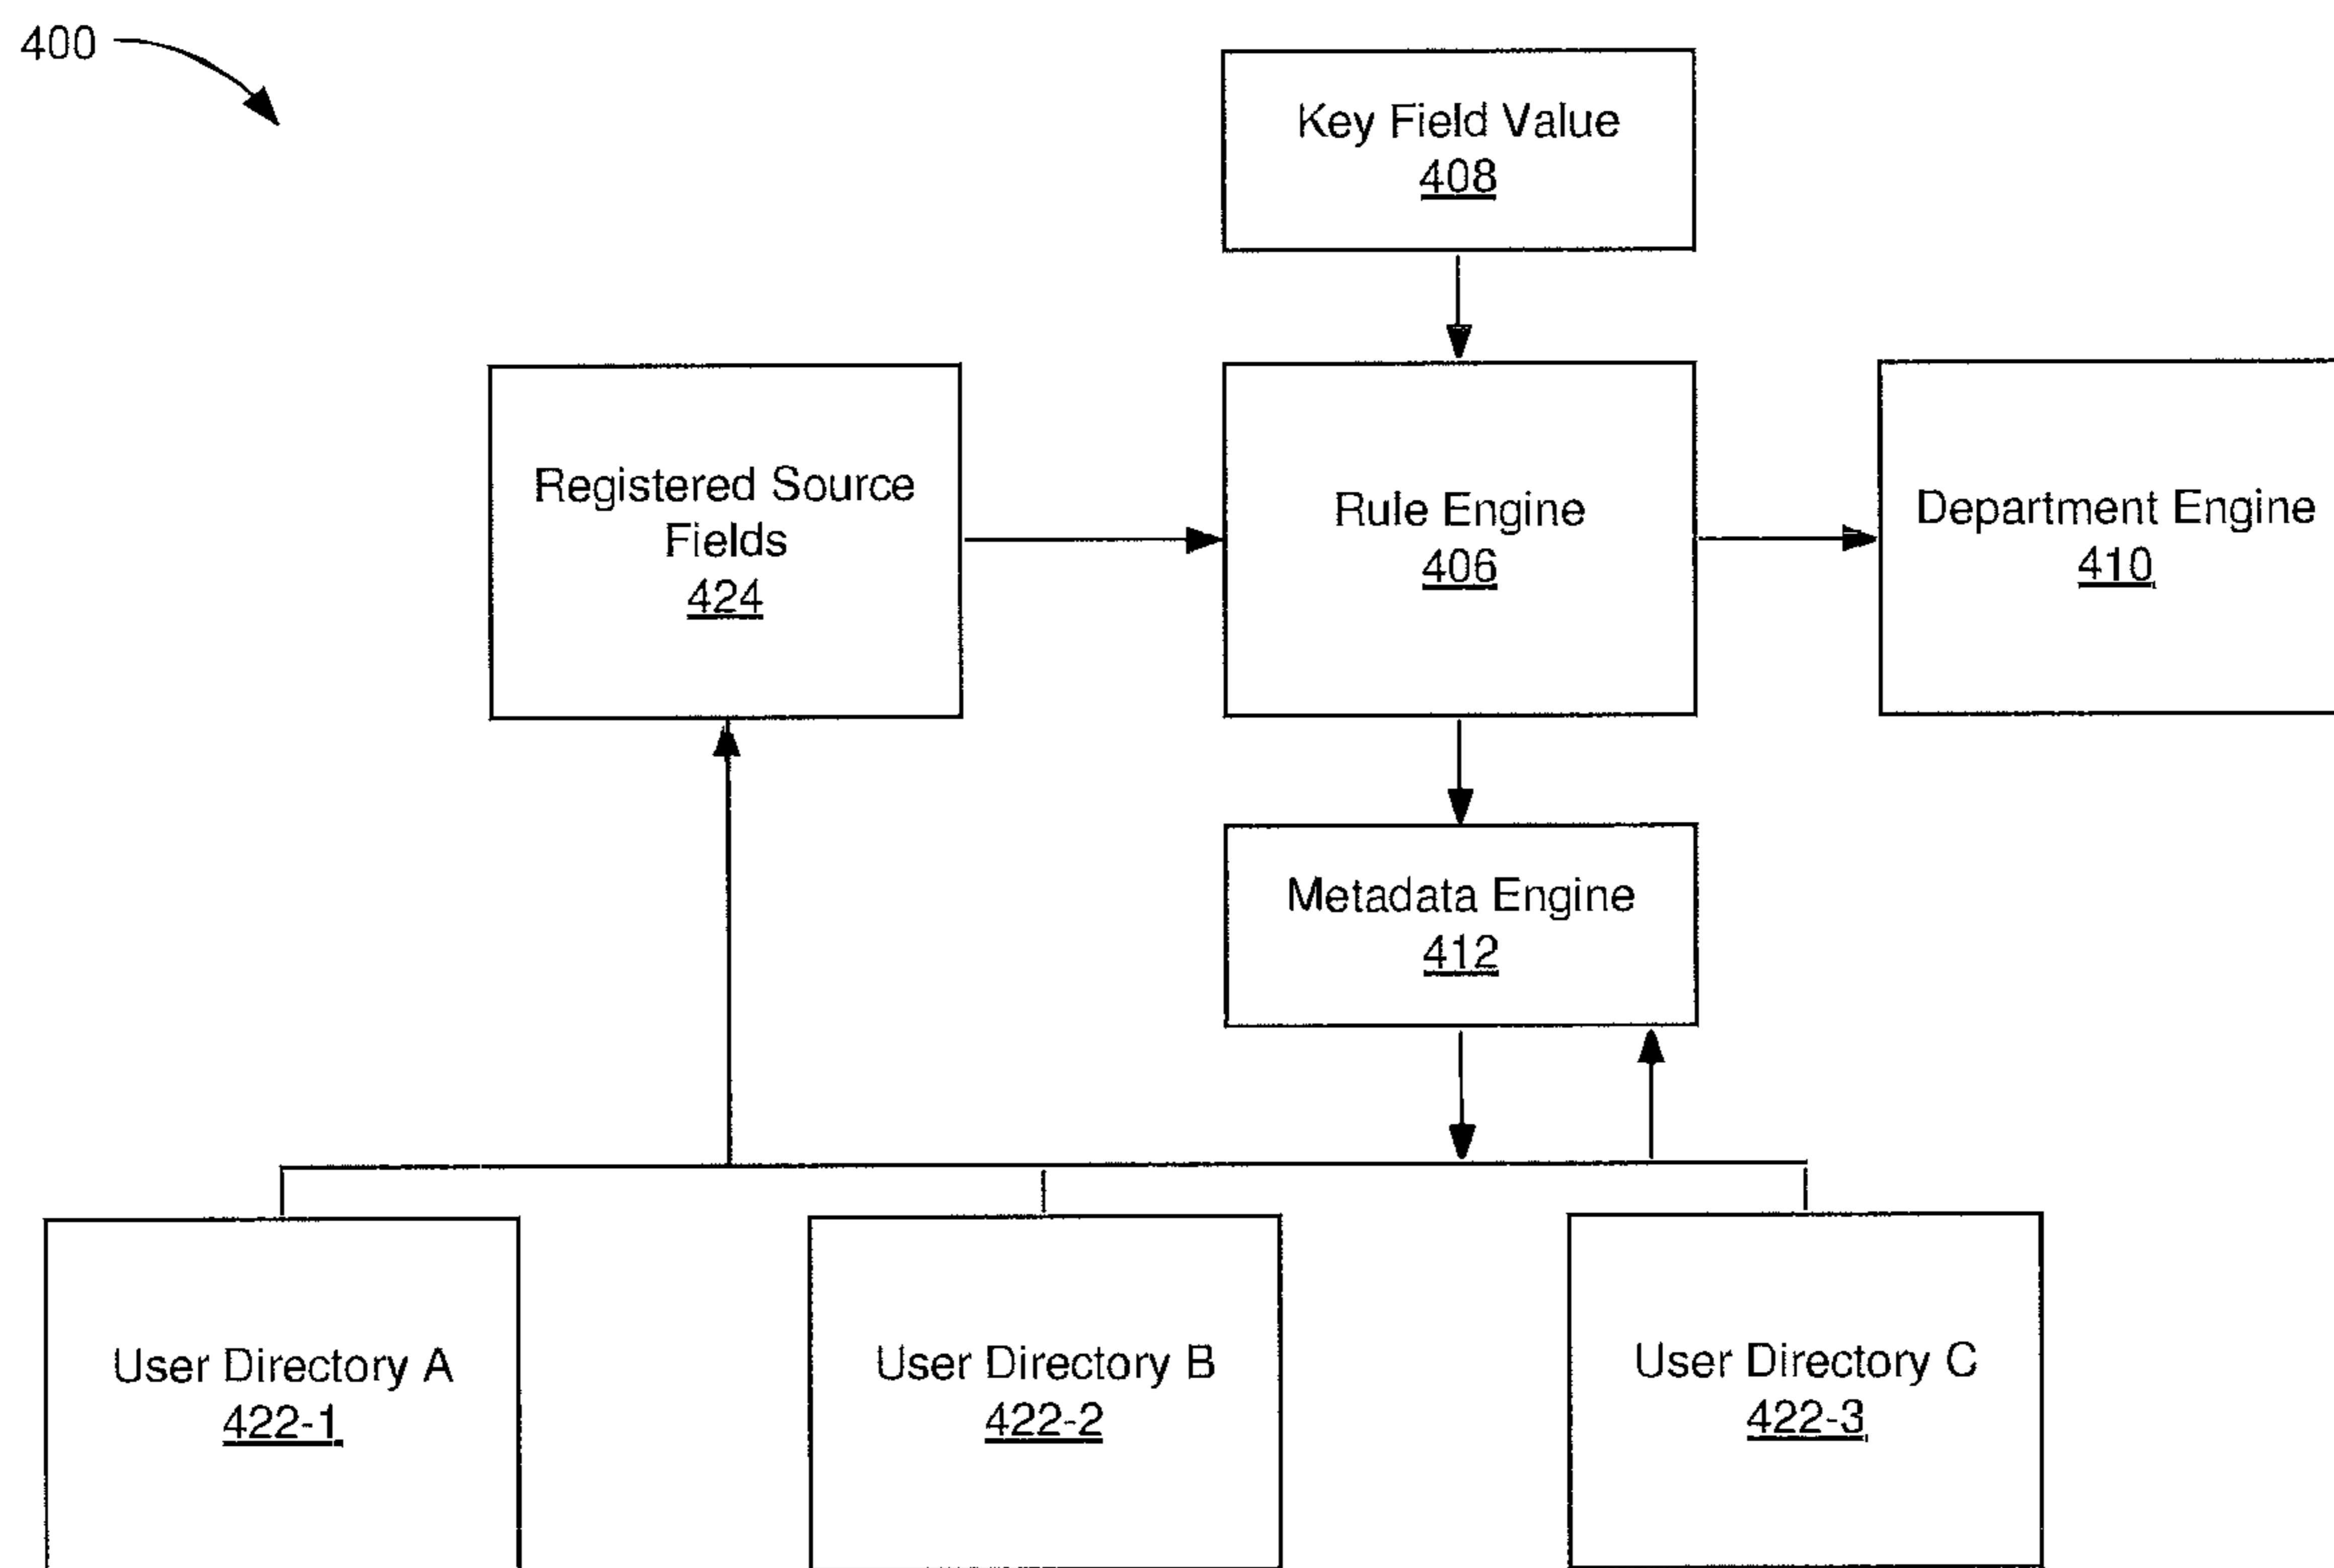 400
Key Field Value
408
Registered Source
Fields
424
Rule Engine
406
Department Engine
410
Metadata Engine
412
User Directory A
422-1
User Directory B
422-2
User Directory C
422-3